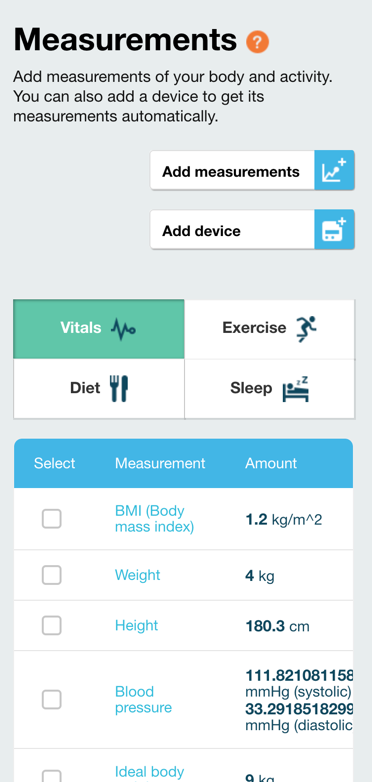 Measurements ?
Add measurements of your body and activity.
You can also add a device to get its
measurements automatically.
Add measurements
Add device
Vitals
Exercise
Diet
Sleep
Select Measurement Amount
BMI (Body
mass index)
1.2 kg/m^2
Weight
4 kg
Height
180.3 cm
Blood
pressure
111.821081158
mmHg (systolic)
33.2918518299
mmHg (diastolic
Ideal body
9 kg